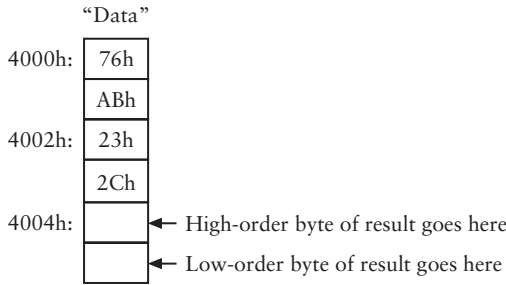 “Data”
4000h: 76h
ABh
4002h: 23h
2Ch
4004h: High-order byte of result goes here
Low-order byte of result goes here